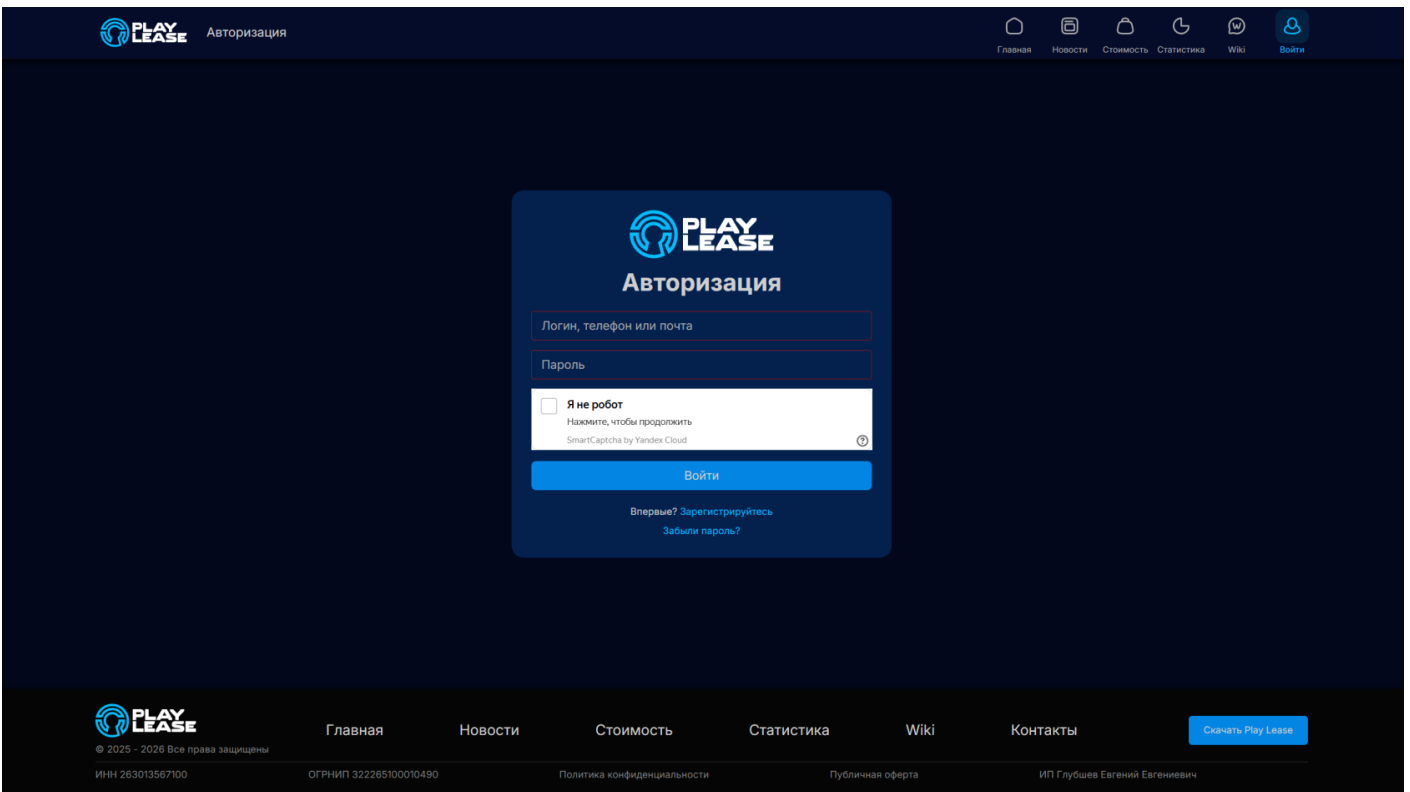 PLAY LEASE
Авторизация
Главная
Новости
Стоимость
Статистика
Wiki
Войти
PLAY LEASE
Авторизация
Логин, телефон или почта
Пароль
Я не робот
Нажмите, чтобы продолжить
SmartCaptcha by Yandex Cloud
Войти
Впервые? Зарегистрируйтесь
Забыли пароль?
PLAY LEASE
© 2025 - 2026 Все права защищены
Главная
Новости
Стоимость
Статистика
Wiki
Контакты
Скачать Play Lease
ИНН 263013567100
ОГРНИП 322265100010490
Политика конфиденциальности
Публичная оферта
ИП Глубшев Евгений Евгениевич